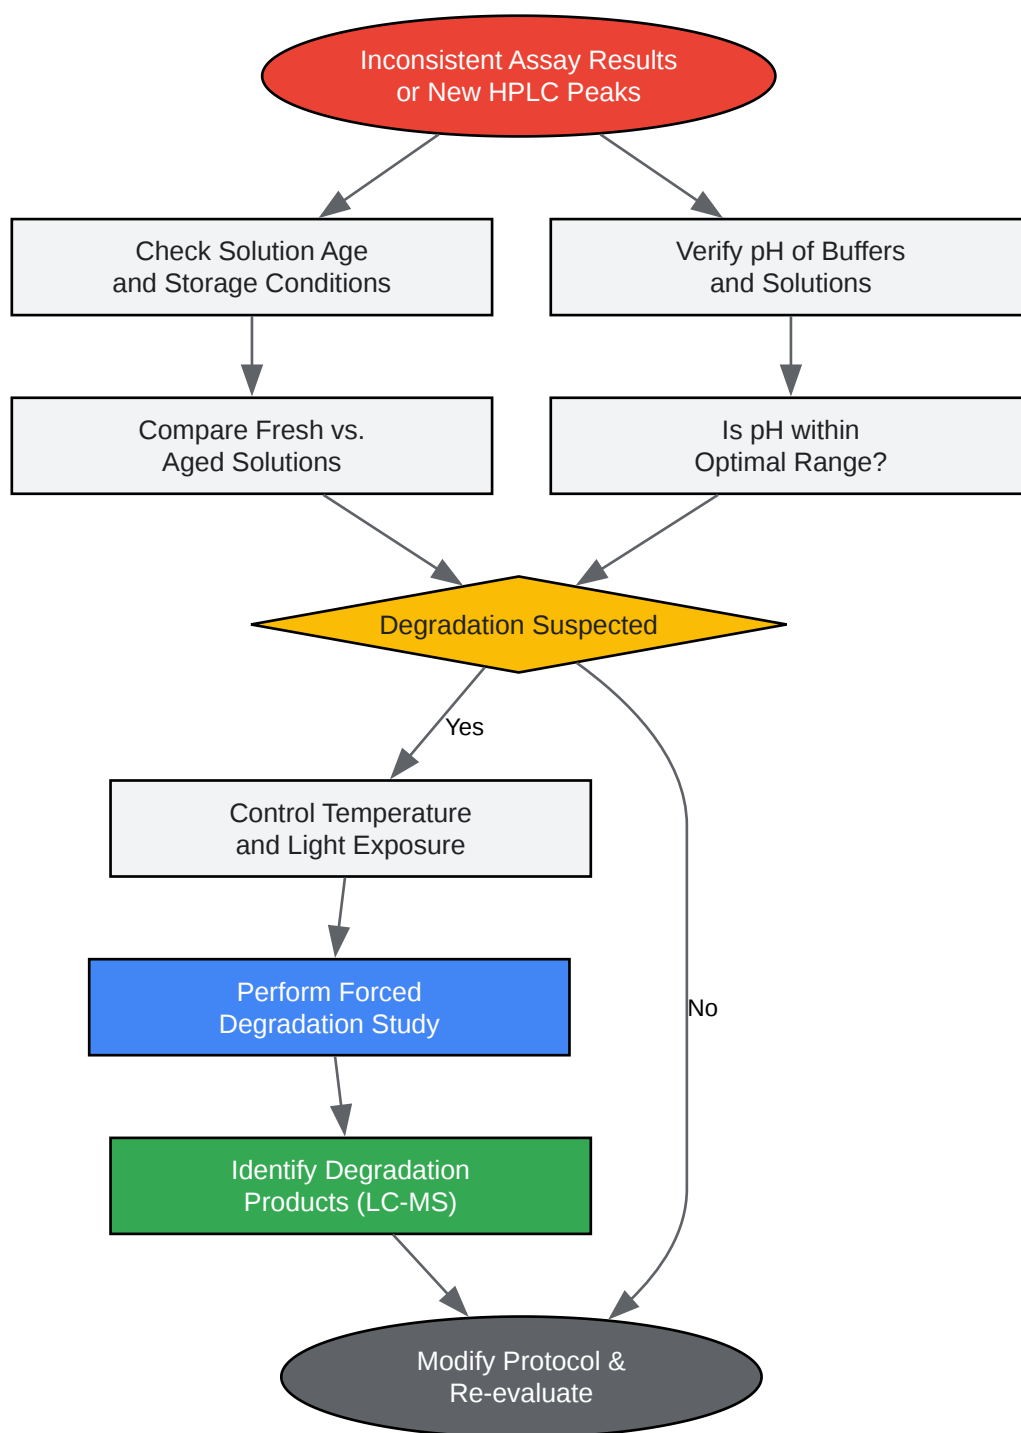 Inconsistent Assay Results
or New HPLC Peaks
Check Solution Age
and Storage Conditions
Verify pH of Buffers
and Solutions
Compare Fresh vs.
Aged Solutions
Is pH within
Optimal Range?
Degradation Suspected
Yes
Control Temperature
and Light Exposure
Perform Forced
Degradation Study
No
Identify Degradation
Products (LC-MS)
Modify Protocol &
Re-evaluate